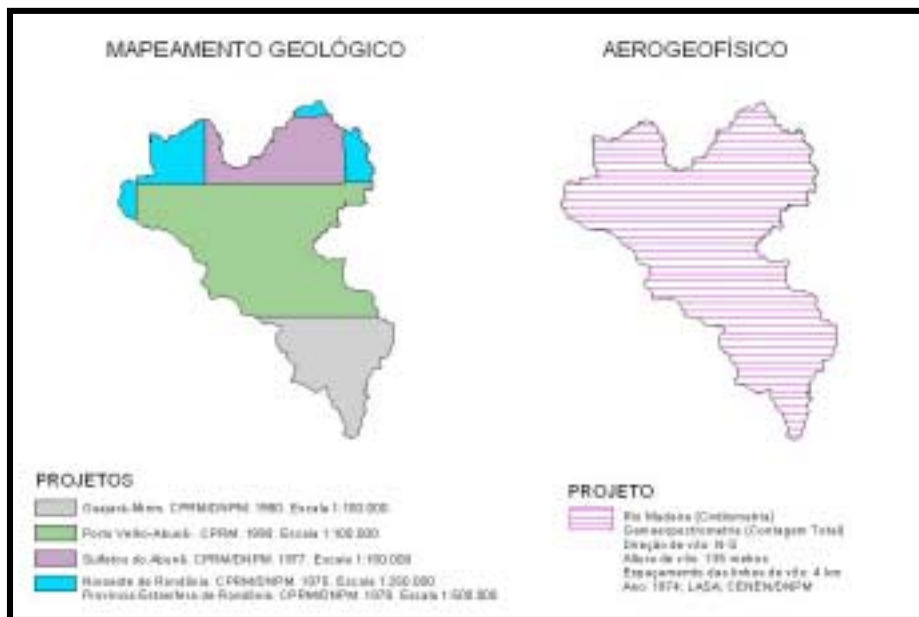 MAPEAMENTO GEOLÓGICO
AEROGEOFÍSICO
PROJETOS
Guajará-Mirim. CPRM/DNPM. 1980. Escala 1:100.000
Porto Velho-Abunã. CPRM. 1990. Escala 1:100.000
Sulfetos do Abunã. CPRM/DNPM. 1977. Escala 1:100.000
Noroeste de Rondônia. CPRM/DNPM. 1975. Escala 1:250.000
Província Estanífera de Rondônia. CPRM/DNPM. 1978. Escala 1:500.000
PROJETO
Rio Madeira (Cintilometria)
Gamaespectrometria (Contagem Total)
Direção de vôo: N-S
Altura de vôo: metros
Espaçamento das linhas de vôo: 4 km
Ano: 1974; LASA; CENEN/DNPM